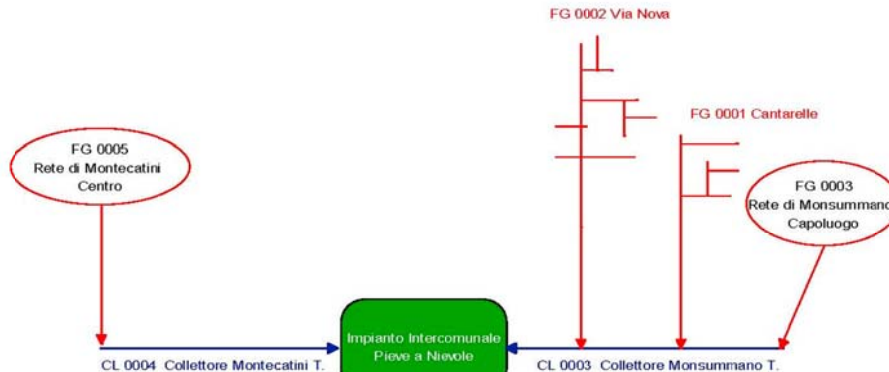 FG 0002 Via Nova
FG 0001 Cantarelle
FG 0005
Rete di Montecatini
Centro
FG 0003
Rete di Monsummano
Capoluogo
Impianto Intercomunale
Pieve a Nievole
CL 0004 Collettore Montecatini T.
CL 0003 Collettore Monsummano T.